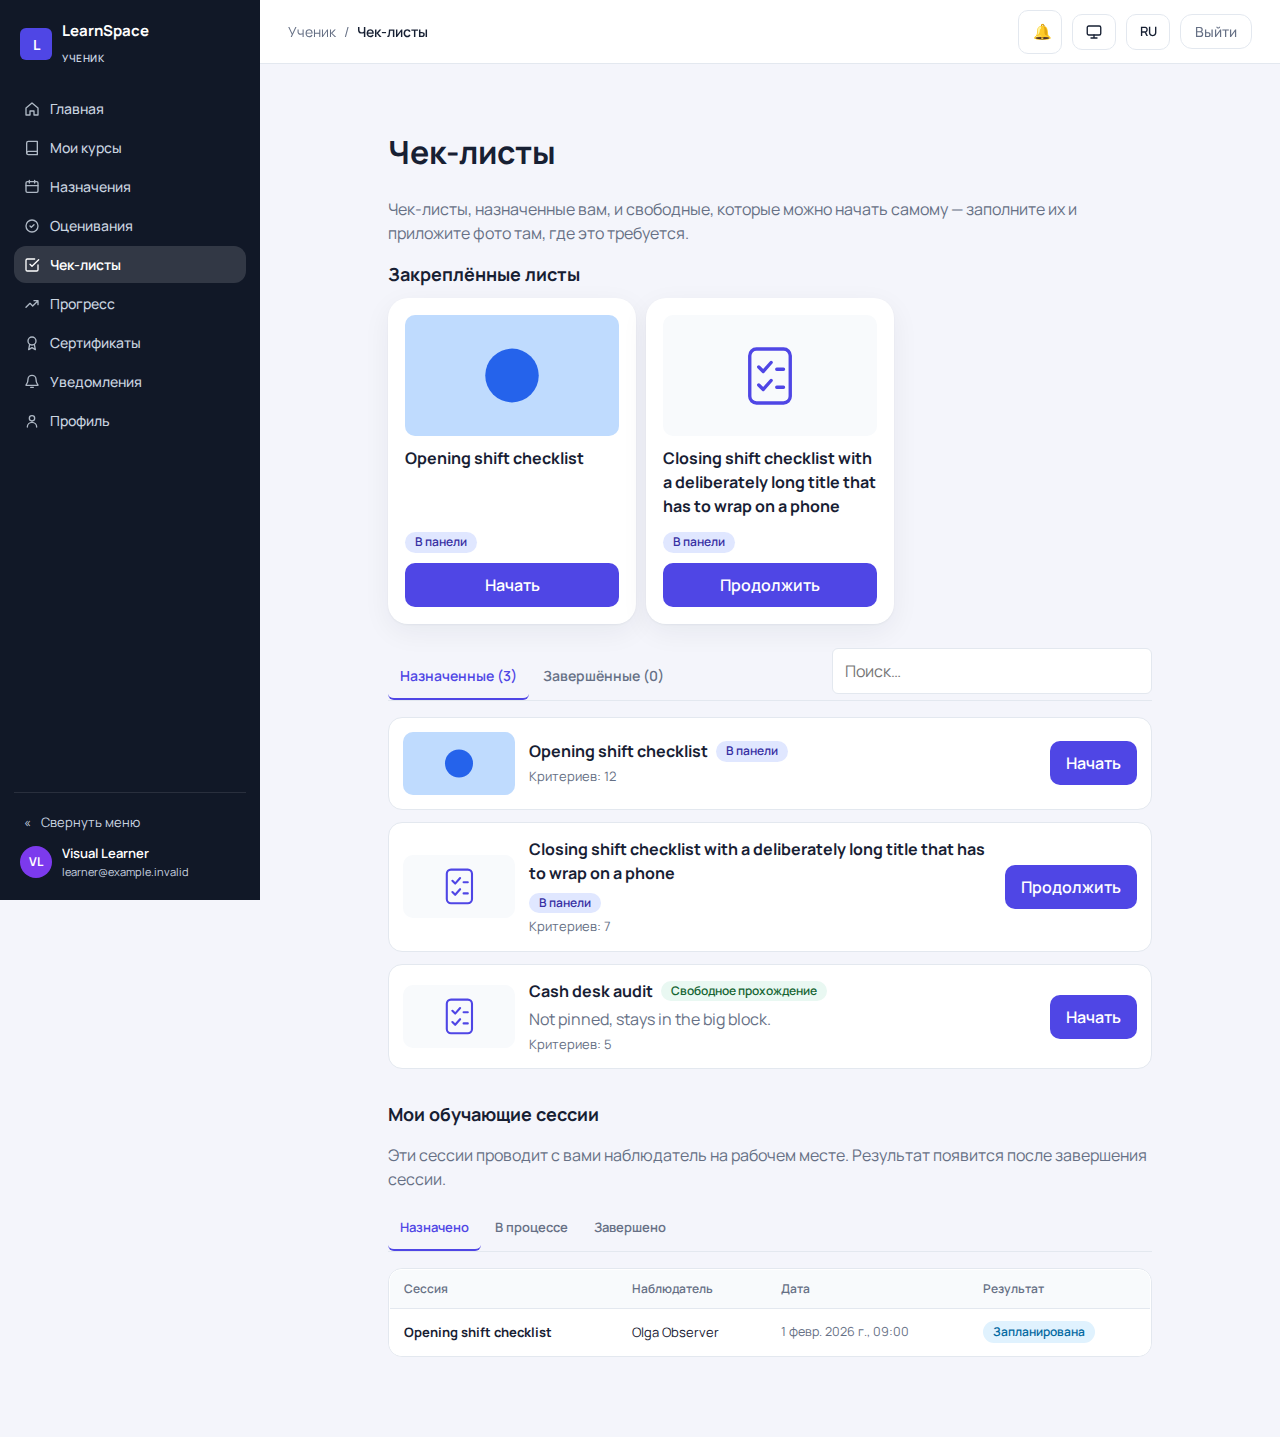 L
LearnSpace
УЧЕНИК
Главная
Мои курсы
Назначения
Оценивания
Чек-листы
Прогресс
Сертификаты
Уведомления
Профиль
« Свернуть меню
VL
Visual Learner
learner@example.invalid
Ученик / Чек-листы
RU
Выйти
Чек-листы
Чек-листы, назначенные вам, и свободные, которые можно начать самому — заполните их и
приложите фото там, где это требуется.
Закреплённые листы
Opening shift checklist
В панели
Начать
Closing shift checklist with
a deliberately long title that
has to wrap on a phone
В панели
Продолжить
Назначенные (3)
Завершённые (0)
Поиск...
Opening shift checklist В панели
Критериев: 12
Начать
Closing shift checklist with a deliberately long title that has
to wrap on a phone
В панели
Критериев: 7
Продолжить
Cash desk audit Свободное прохождение
Not pinned, stays in the big block.
Критериев: 5
Начать
Мои обучающие сессии
Эти сессии проводит с вами наблюдатель на рабочем месте. Результат появится после завершения
сессии.
Назначено В процессе Завершено
Сессия Наблюдатель Дата Результат
Opening shift checklist Olga Observer 1 февр. 2026 г., 09:00 Запланирована